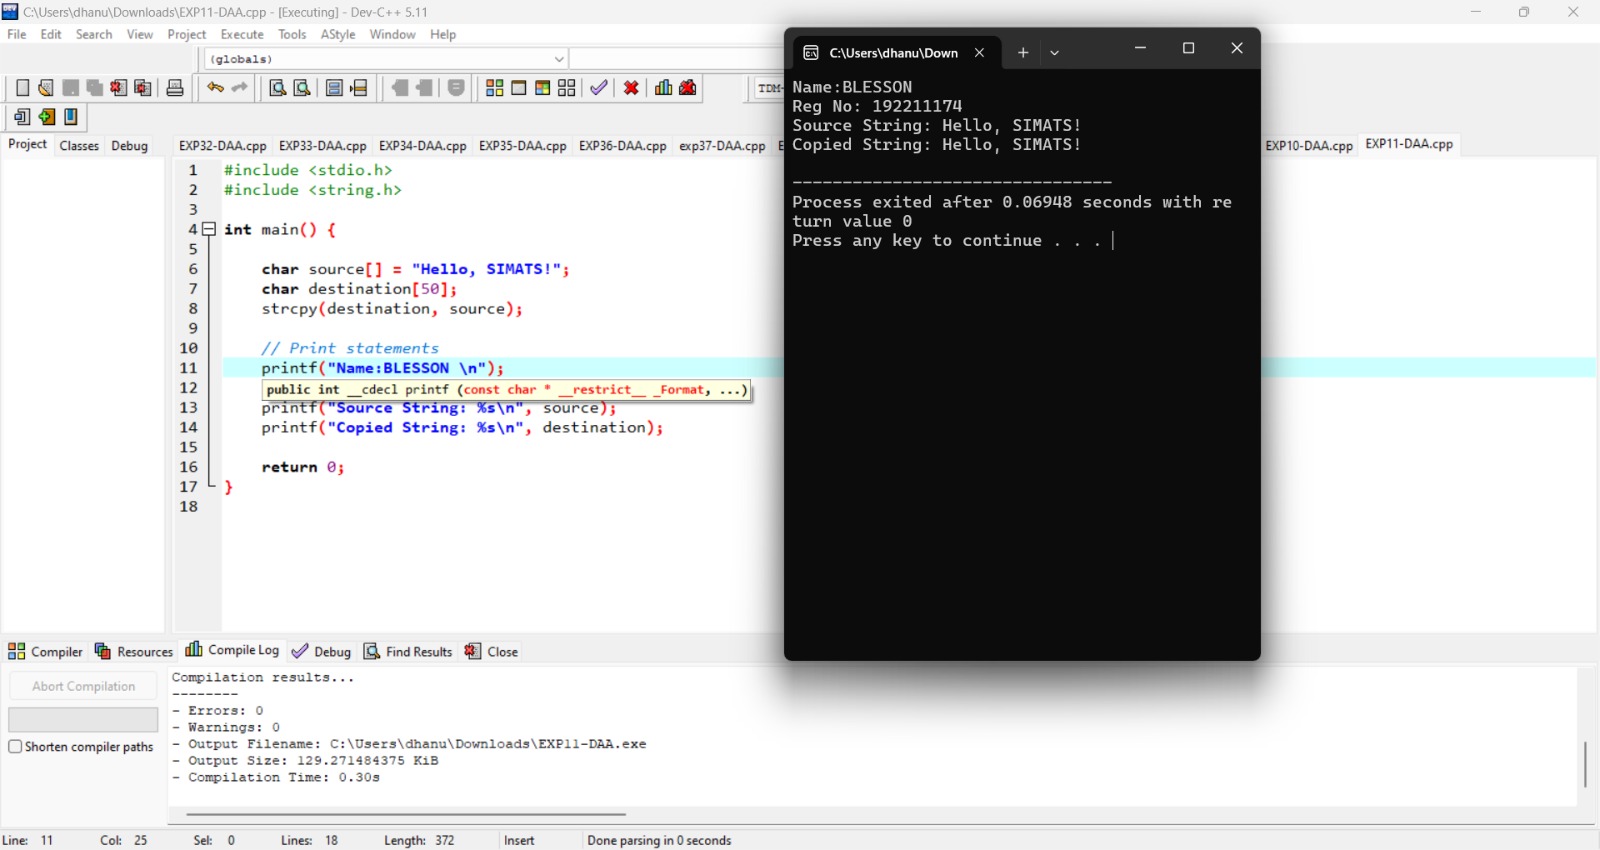 C:\Users\dhanu\Downloads\EXP11-DAA.cpp - [Executing] - Dev-C++ 5.11
File Edit Search View Project Execute Tools AStyle Window Help
(globals)
TDM-
Project Classes Debug
EXP32-DAA.cpp EXP33-DAA.cpp EXP34-DAA.cpp EXP35-DAA.cpp EXP36-DAA.cpp exp37-DAA.cpp E EXP10-DAA.cpp EXP11-DAA.cpp
1 #include <stdio.h>
2 #include <string.h>
3
4 int main() {
5
6 char source[] = "Hello, SIMATS!";
7 char destination[50];
8 strcpy(destination, source);
9
10 // Print statements
11 printf("Name:BLESSON \n");
12 public int __cdecl printf (const char * __restrict__ _Format, ...)
13 printf("Source String: %s\n", source);
14 printf("Copied String: %s\n", destination);
15
16 return 0;
17 }
18
C:\Users\dhanu\Down
Name:BLESSON
Reg No: 192211174
Source String: Hello, SIMATS!
Copied String: Hello, SIMATS!
--------------------------------
Process exited after 0.06948 seconds with re
turn value 0
Press any key to continue . . .
Compiler Resources Compile Log Debug Find Results Close
Abort Compilation
Shorten compiler paths
Compilation results...
--------
- Errors: 0
- Warnings: 0
- Output Filename: C:\Users\dhanu\Downloads\EXP11-DAA.exe
- Output Size: 129.271484375 KiB
- Compilation Time: 0.30s
Line: 11 Col: 25 Sel: 0 Lines: 18 Length: 372 Insert Done parsing in 0 seconds